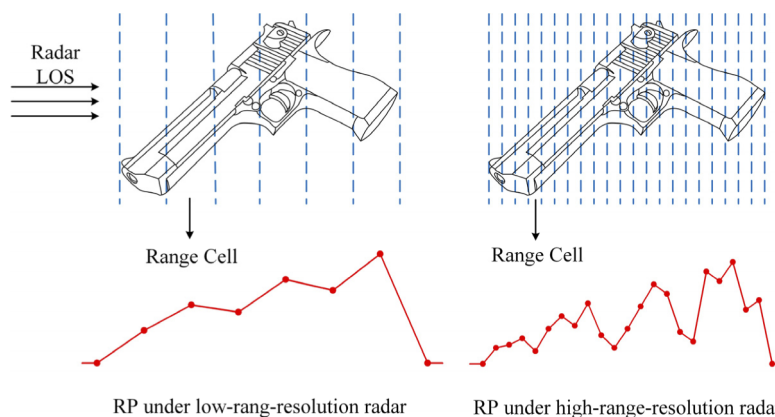 Radar
LOS
Range Cell
Range Cell
RP under low-rang-resolution radar
RP under high-range-resolution rada